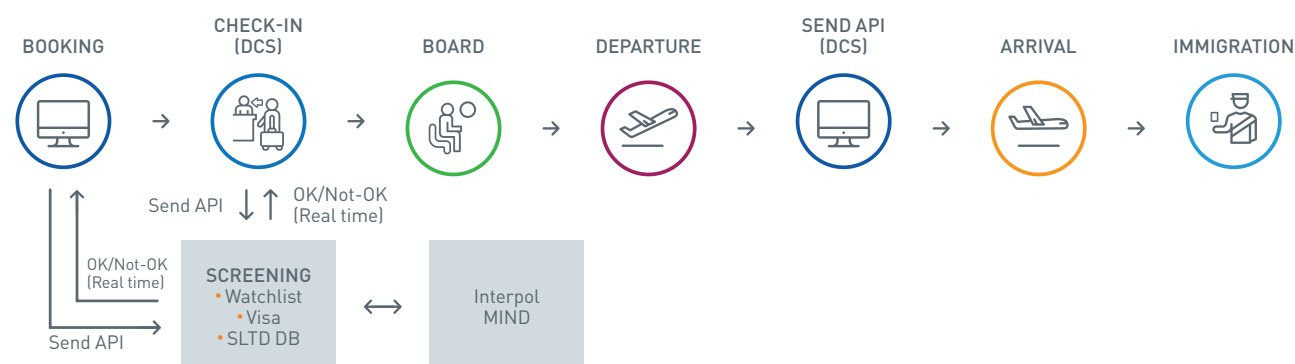 BOOKING
CHECK-IN
(DCS)
BOARD
DEPARTURE
SEND API
(DCS)
ARRIVAL
IMMIGRATION
Send API
OK/Not-OK
(Real time)
OK/Not-OK
(Real time)
Send API
SCREENING
• Watchlist
• Visa
• SLTD DB
Interpol
MIND